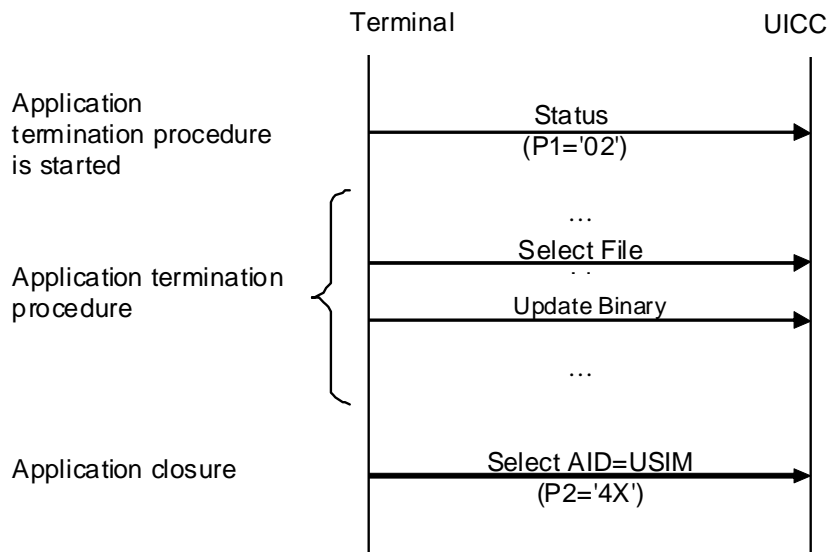 Terminal
UICC
Application
termination procedure
is started
Status
(P1='02')
...
Select File
. .
Application termination
procedure
Update Binary
...
Application closure
Select AID=USIM
(P2='4X')